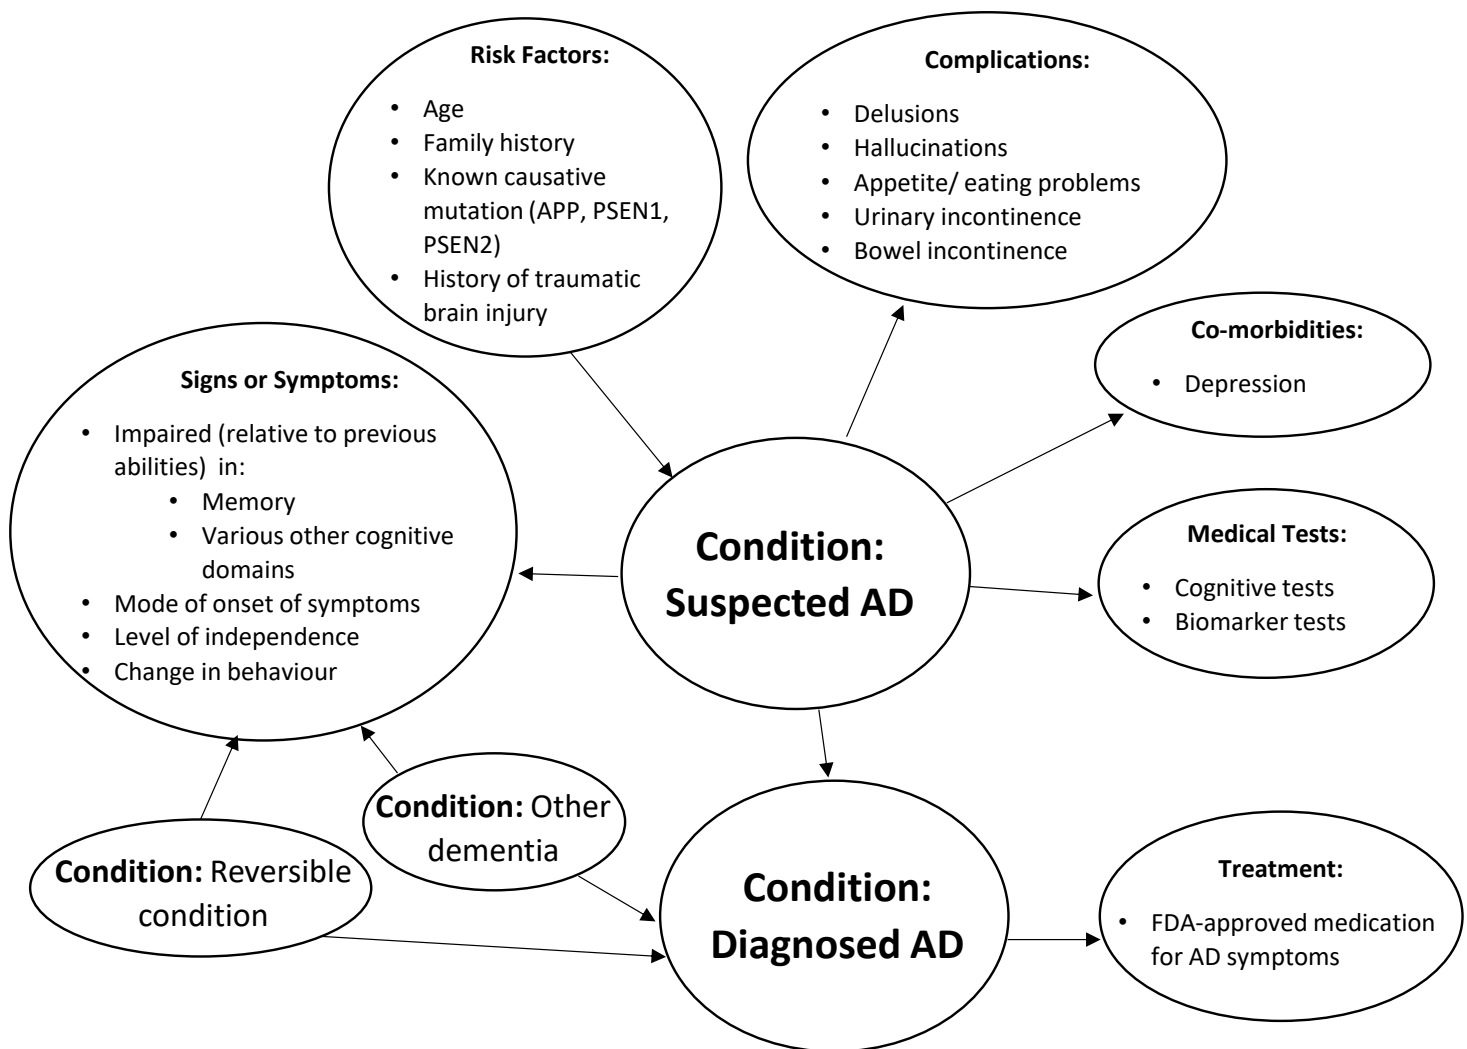 Risk Factors:
• Age
• Family history
• Known causative
mutation (APP, PSEN1,
PSEN2)
• History of traumatic
brain injury
Complications:
• Delusions
• Hallucinations
• Appetite/ eating problems
• Urinary incontinence
• Bowel incontinence
Co-morbidities:
• Depression
Signs or Symptoms:
• Impaired (relative to previous
abilities)  in:
• Memory
• Various other cognitive
domains
• Mode of onset of symptoms
• Level of independence
• Change in behaviour
Condition:
Suspected AD
Medical Tests:
• Cognitive tests
• Biomarker tests
Condition: Other
dementia
Condition: Reversible
condition
Condition:
Diagnosed AD
Treatment:
• FDA-approved medication
for AD symptoms